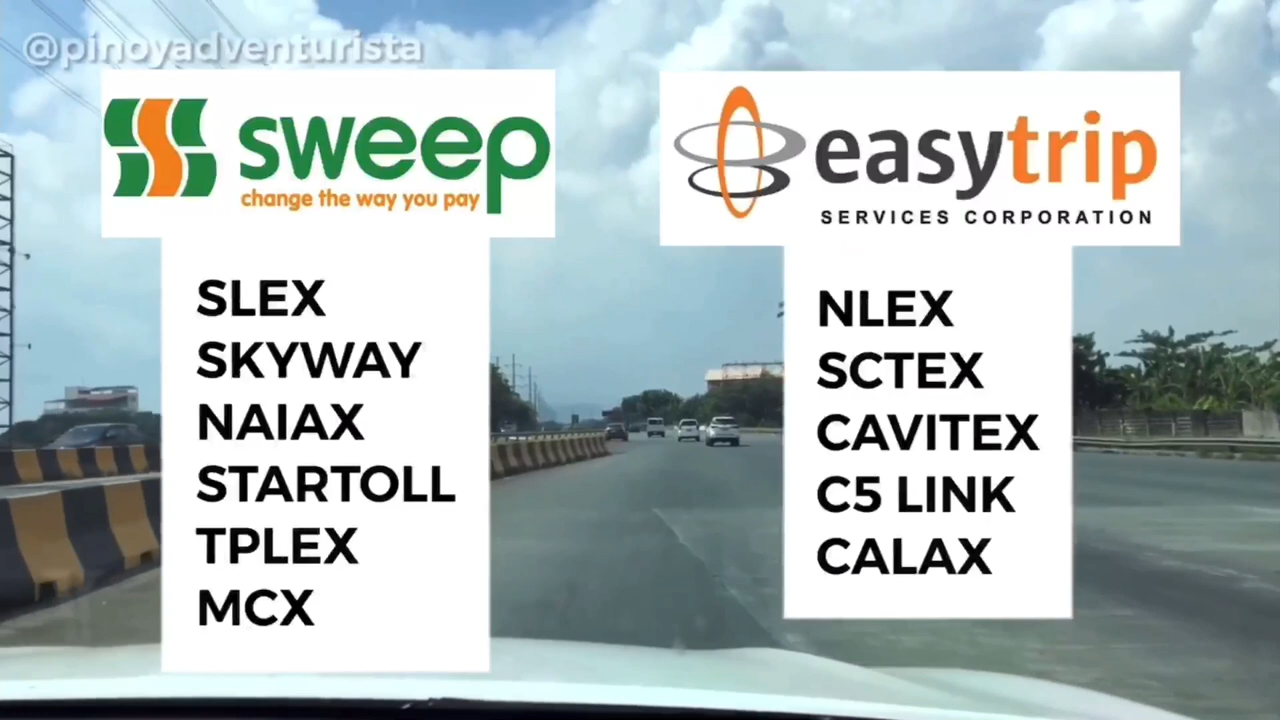 @pinoyadventurista
sweep
change the way you pay
SLEX
SKYWAY
NAIAX
STARTOLL
TPLEX
MCX
easytrip
SERVICES CORPORATION
NLEX
SCTEX
CAVITEX
C5 LINK
CALAX